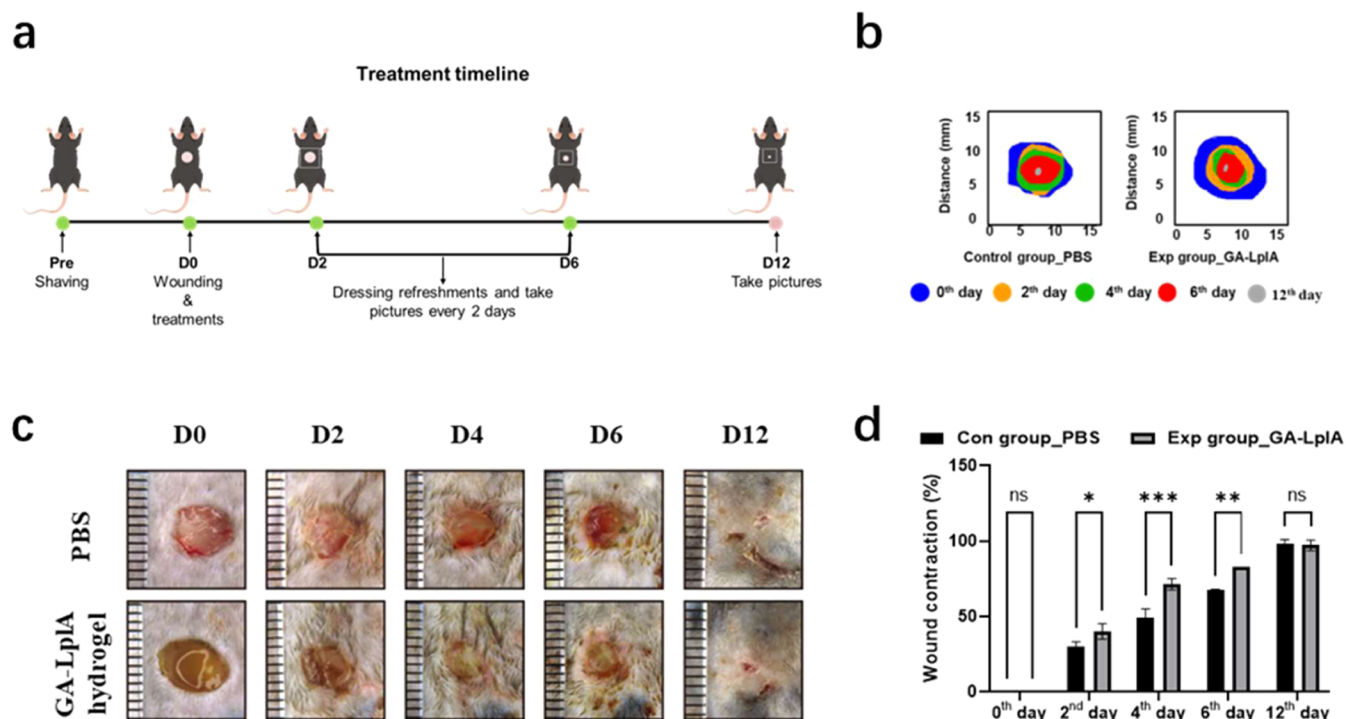 a
Treatment timeline
Pre
Shaving
D0
Wounding
&
treatments
D2
D6
Dressing refreshments and take
pictures every 2 days
D12
Take pictures
b
Distance (mm)
15
10
5
0
0 5 10 15
Control group_PBS
Distance (mm)
15
10
5
0
0 5 10 15
Exp group_GA-LplA
0th day 2th day 4th day 6th day 12th day
c
D0 D2 D4 D6 D12
PBS
GA-LplA
hydrogel
d
Con group_PBS Exp group_GA-LplA
Wound contraction (%)
150
100
50
0
ns * *** ** ns
0th day 2nd day 4th day 6th day 12th day